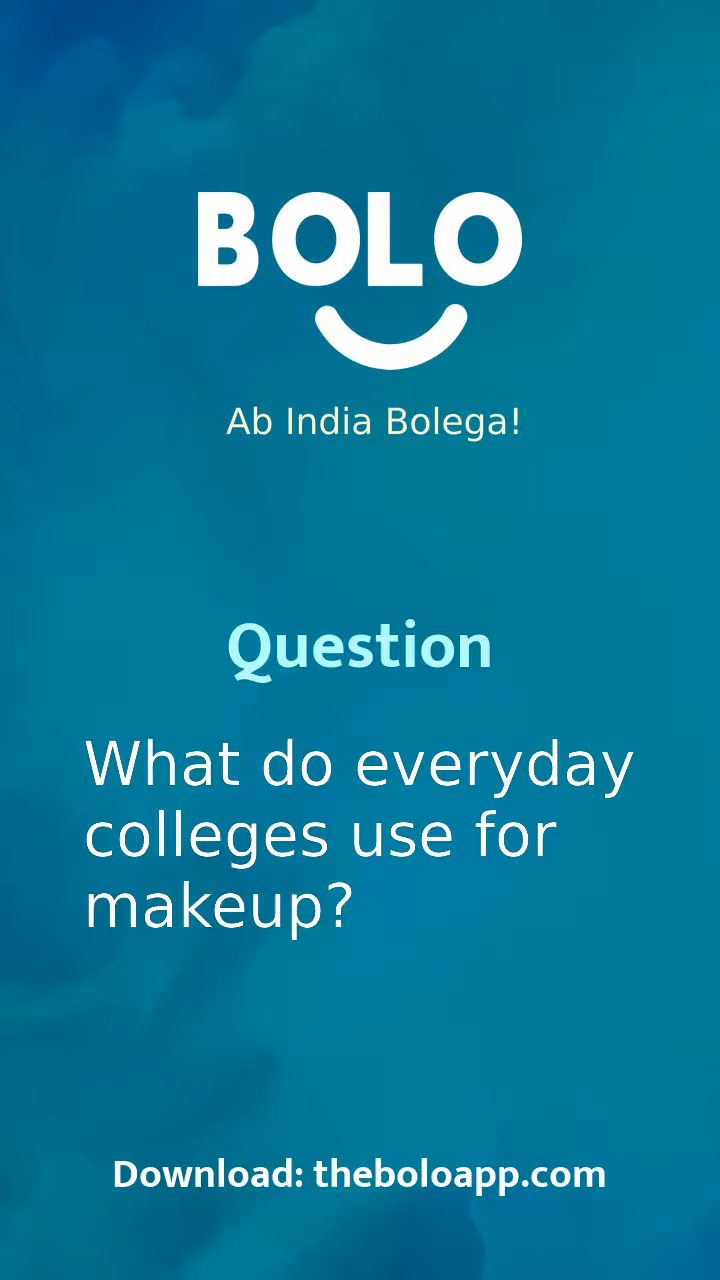 BOLO
Ab India Bolega!
Question
What do everyday
colleges use for
makeup?
Download: theboloapp.com